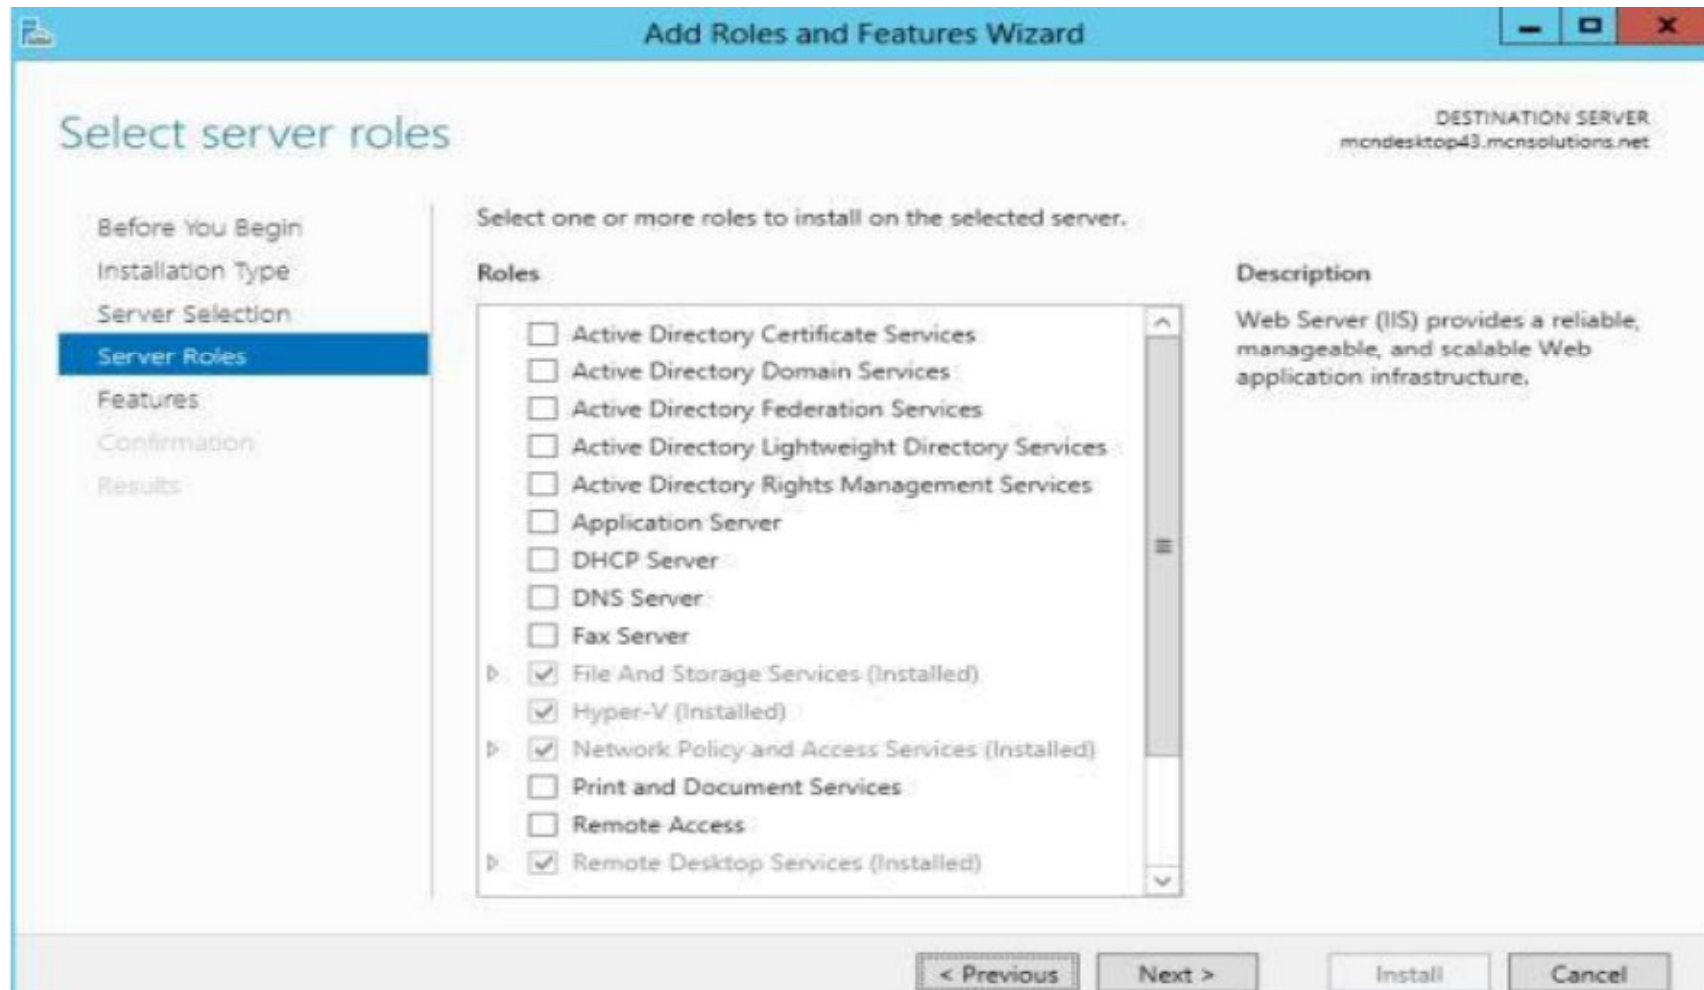 Add Roles and Features Wizard
Select server roles
DESTINATION SERVER
mcndesktop43.mcnsolutions.net
Before You Begin
Installation Type
Server Selection
Server Roles
Features
Confirmation
Results
Select one or more roles to install on the selected server.
Roles
Active Directory Certificate Services
Active Directory Domain Services
Active Directory Federation Services
Active Directory Lightweight Directory Services
Active Directory Rights Management Services
Application Server
DHCP Server
DNS Server
Fax Server
File And Storage Services (Installed)
Hyper-V (Installed)
Network Policy and Access Services (Installed)
Print and Document Services
Remote Access
Remote Desktop Services (Installed)
Description
Web Server (IIS) provides a reliable,
manageable, and scalable Web
application infrastructure.
< Previous
Next >
Install
Cancel